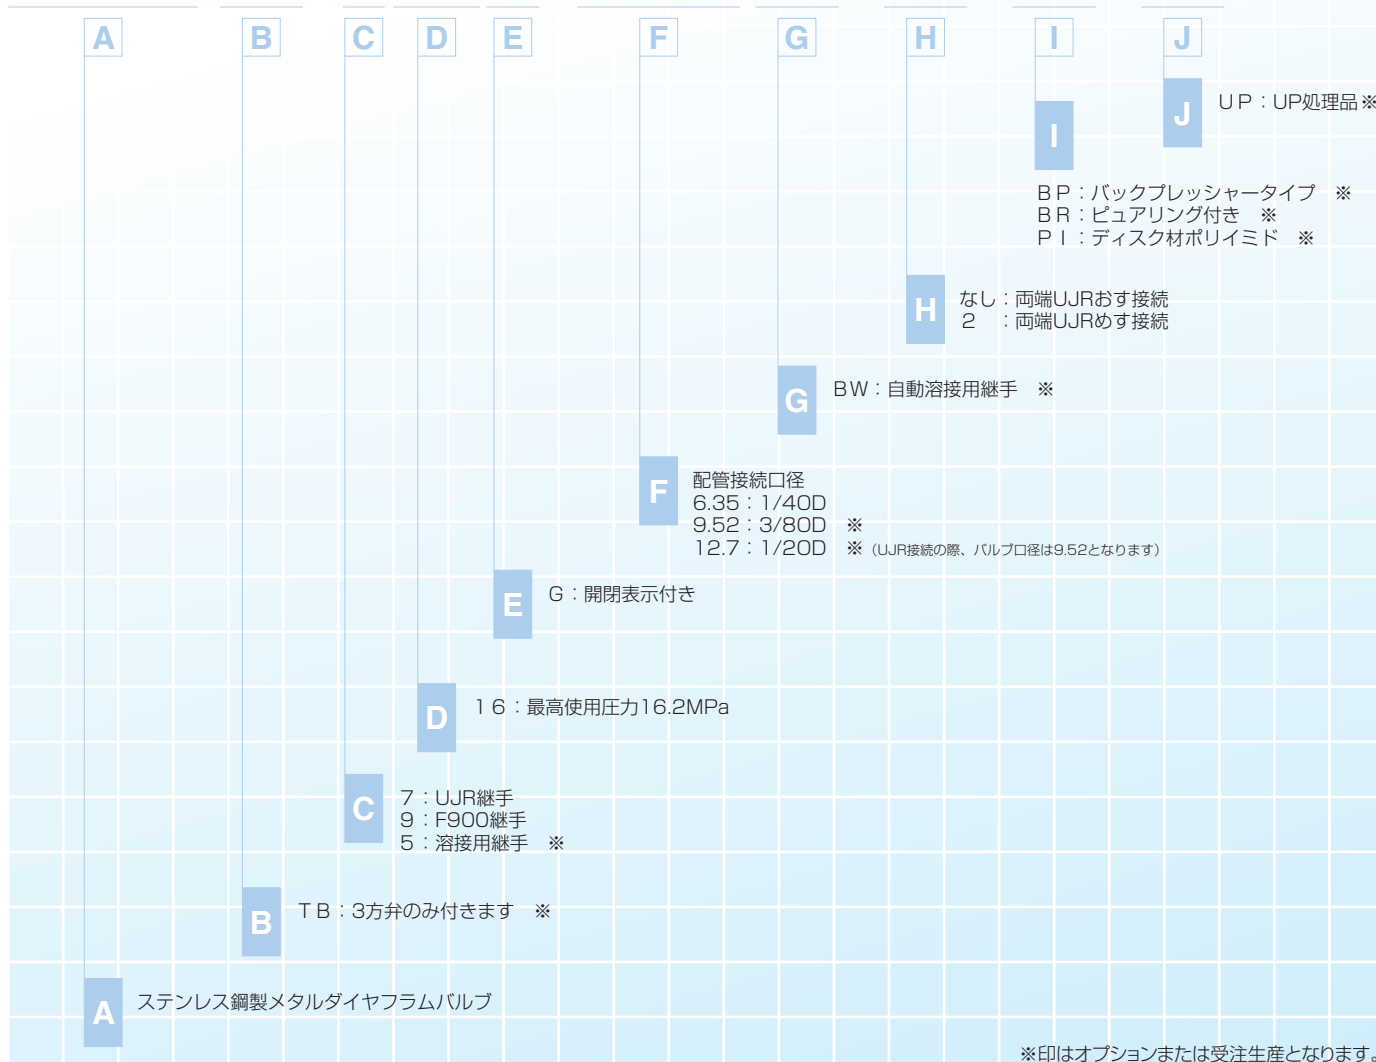 A B C D E F G H I J
J UP：UP処理品※
I
BP：バックプレッシャータイプ ※
BR：ピュアリング付き ※
PI：ディスク材ポリイミド ※
H なし：両端UJRおす接続
2 ：両端UJRめす接続
G BW：自動溶接用継手 ※
F 配管接続口径
6.35：1/4OD
9.52：3/8OD ※
12.7：1/2OD ※（UJR接続の際、バルブ口径は9.52となります）
E G：開閉表示付き
D 16：最高使用圧力16.2MPa
C 7：UJR継手
9：F900継手
5：溶接用継手 ※
B TB：3方弁のみ付きます ※
A ステンレス鋼製メタルダイヤフラムバルブ
※印はオプションまたは受注生産となります。